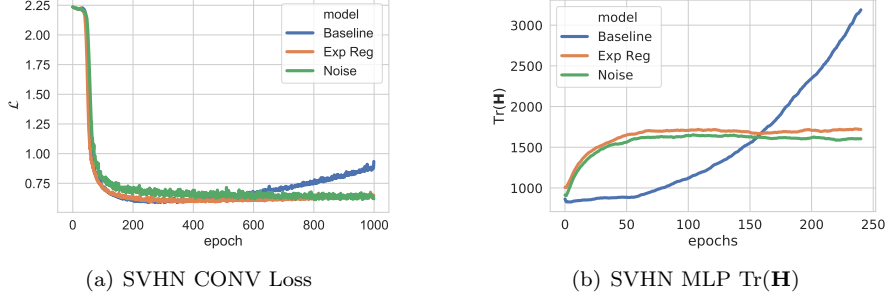 2.25
2.00
1.75
1.50
1.25
1.00
0.75
ℒ
0 200 400 600 800 1000
epoch
model
Baseline
Exp Reg
Noise
(a) SVHN CONV Loss
3000
2500
2000
1500
1000
Tr(H)
0 50 100 150 200 250
epochs
model
Baseline
Exp Reg
Noise
(b) SVHN MLP Tr(H)